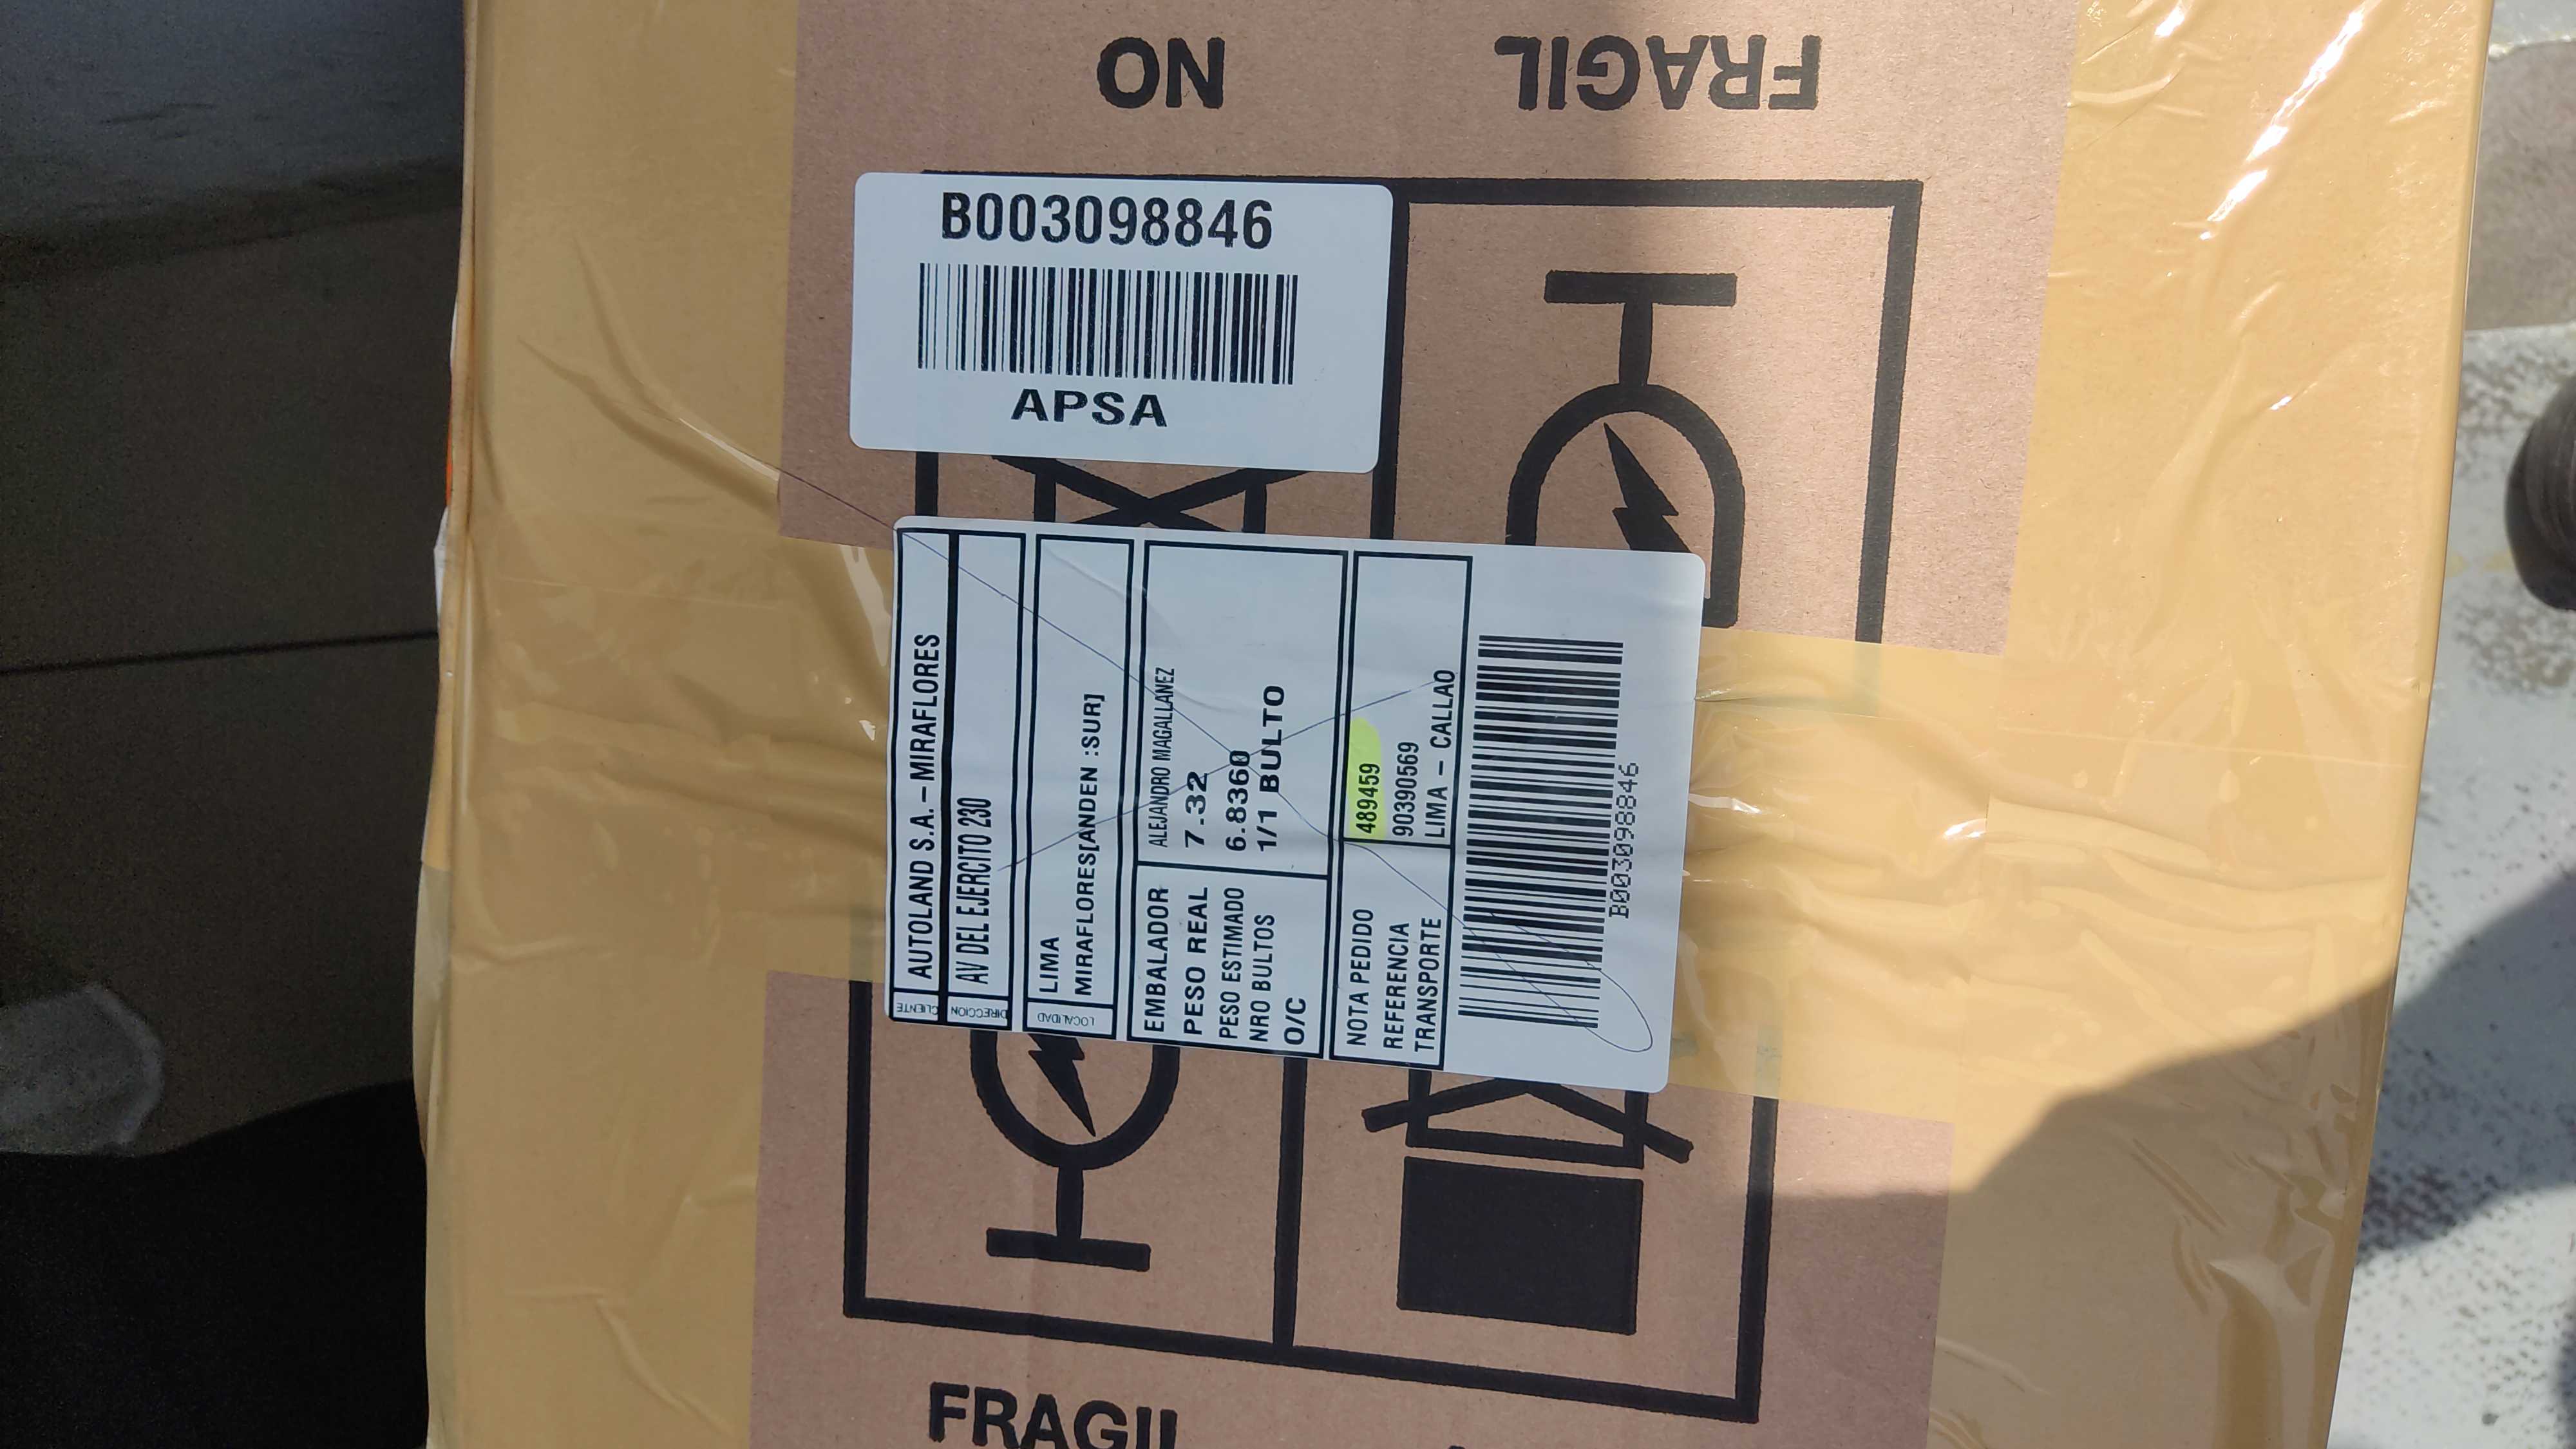 NO
FRAGIL
B003098846
APSA
CLIENTE AUTOLAND S.A. - MIRAFLORES
DIRECCION AV DEL EJERCITO 230
LOCALIDAD LIMA
MIRAFLORES[ANDEN :SUR]
EMBALADOR ALEJANDRO MAGALLANEZ
PESO REAL 7.32
PESO ESTIMADO 6.83360
NRO BULTOS 1/1 BULTO
O/C
NOTA PEDIDO 489459
REFERENCIA 903390569
TRANSPORTE LIMA - CALLAO
B003098846
FRAGIL